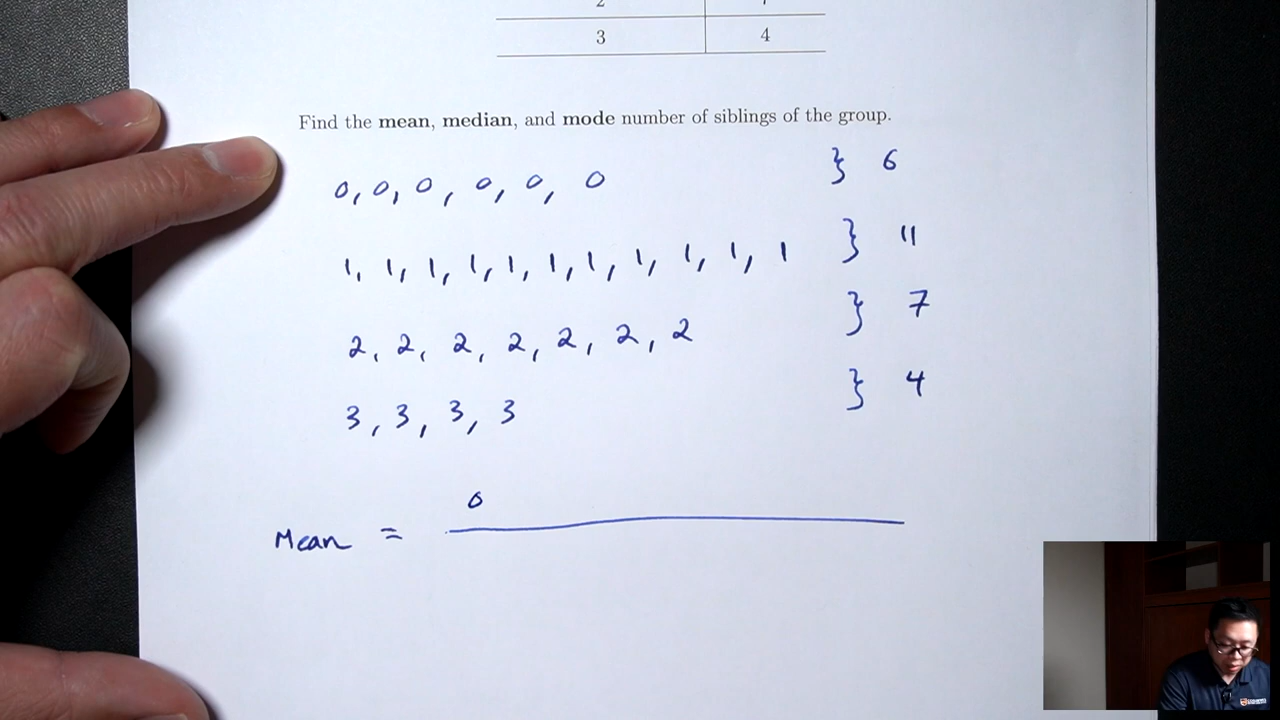 2 7
3 4
Find the mean, median, and mode number of siblings of the group.
0, 0, 0, 0, 0, 0 } 6
1, 1, 1, 1, 1, 1, 1, 1, 1, 1, 1 } 11
2, 2, 2, 2, 2, 2, 2 } 7
3, 3, 3, 3 } 4
0
Mean =